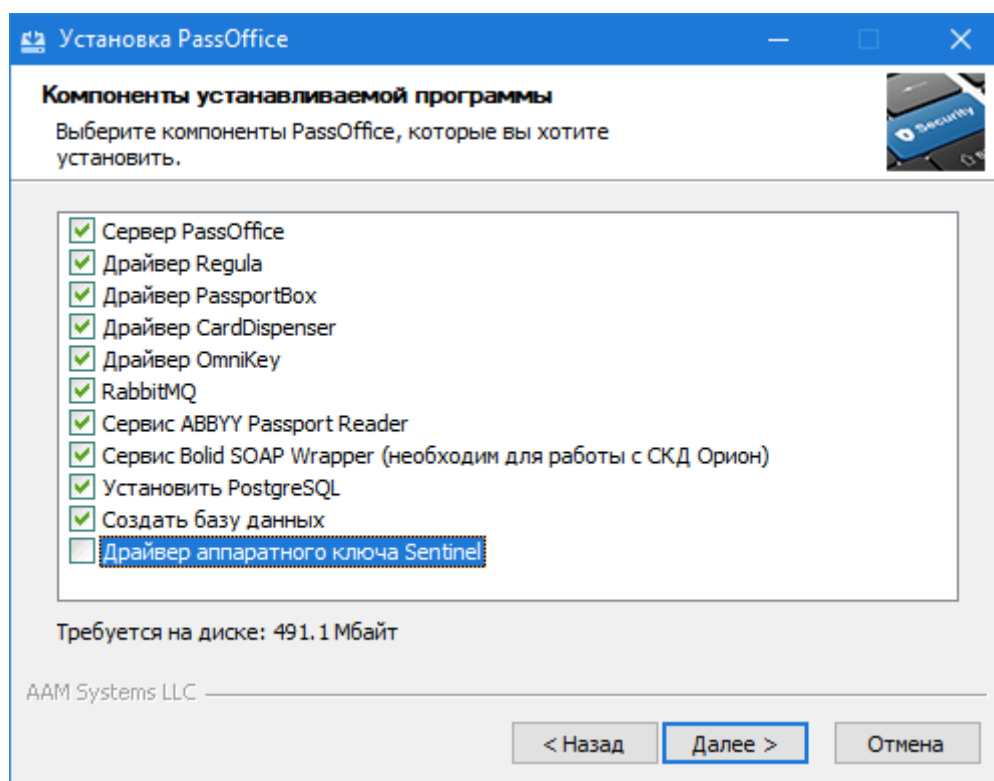 Установка PassOffice
Компоненты устанавливаемой программы
Выберите компоненты PassOffice, которые вы хотите
установить.
Security
Сервер PassOffice
Драйвер Regula
Драйвер PassportBox
Драйвер CardDispenser
Драйвер OmniKey
RabbitMQ
Сервис ABBYY Passport Reader
Сервис Bolid SOAP Wrapper (необходим для работы с СКД Орион)
Установить PostgreSQL
Создать базу данных
Драйвер аппаратного ключа Sentinel
Требуется на диске: 491.1 Мбайт
AAM Systems LLC
< Назад
Далее >
Отмена